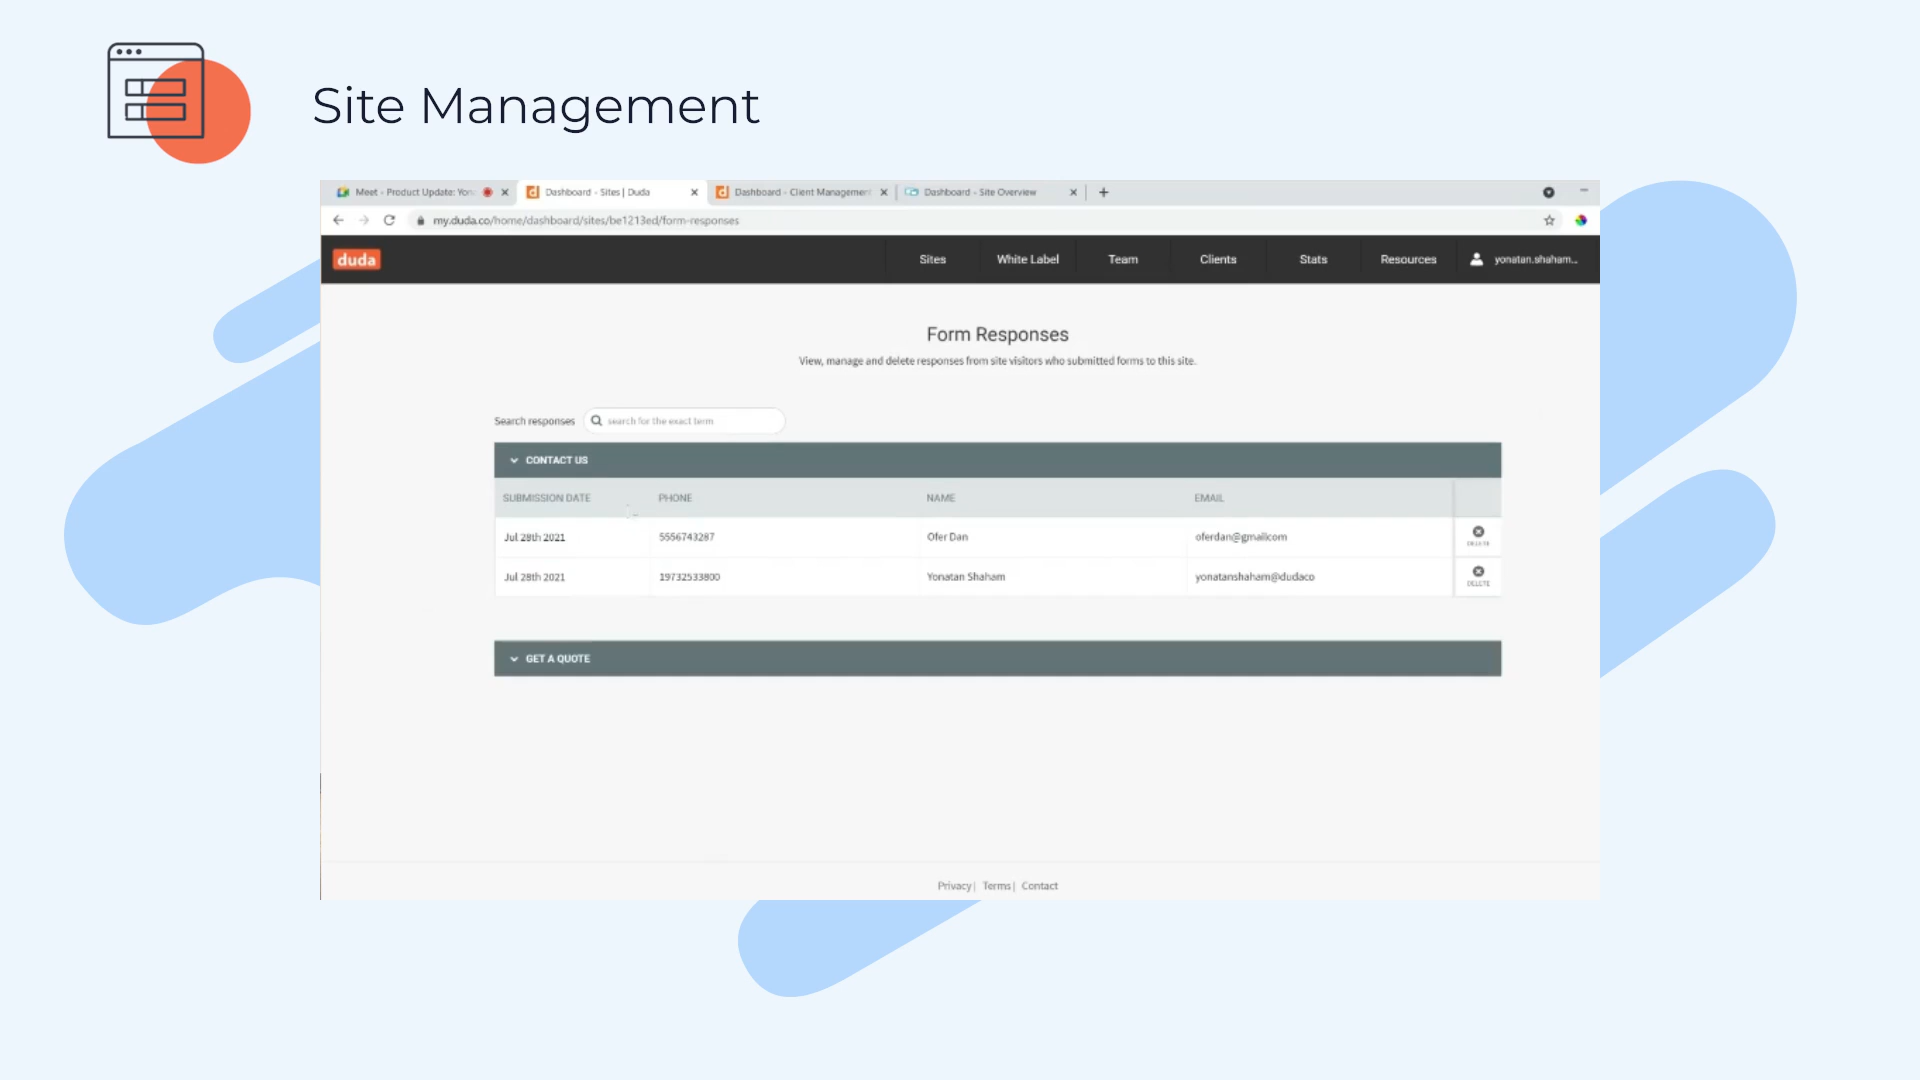 Site Management
Meet - Product Update: Yon
Dashboard - Sites | Duda
Dashboard - Client Management
Dashboard - Site Overview
my.duda.co/home/dashboard/sites/be1213ed/form-responses
duda
Sites
White Label
Team
Clients
Stats
Resources
yonatan.shaham...
Form Responses
View, manage and delete responses from site visitors who submitted forms to this site.
Search responses
search for the exact term
CONTACT US
SUBMISSION DATE PHONE NAME EMAIL
Jul 28th 2021 5556743287 Ofer Dan oferdan@gmailcom DELETE
Jul 28th 2021 19732533800 Yonatan Shaham yonatanshaham@dudaco DELETE
GET A QUOTE
Privacy | Terms | Contact